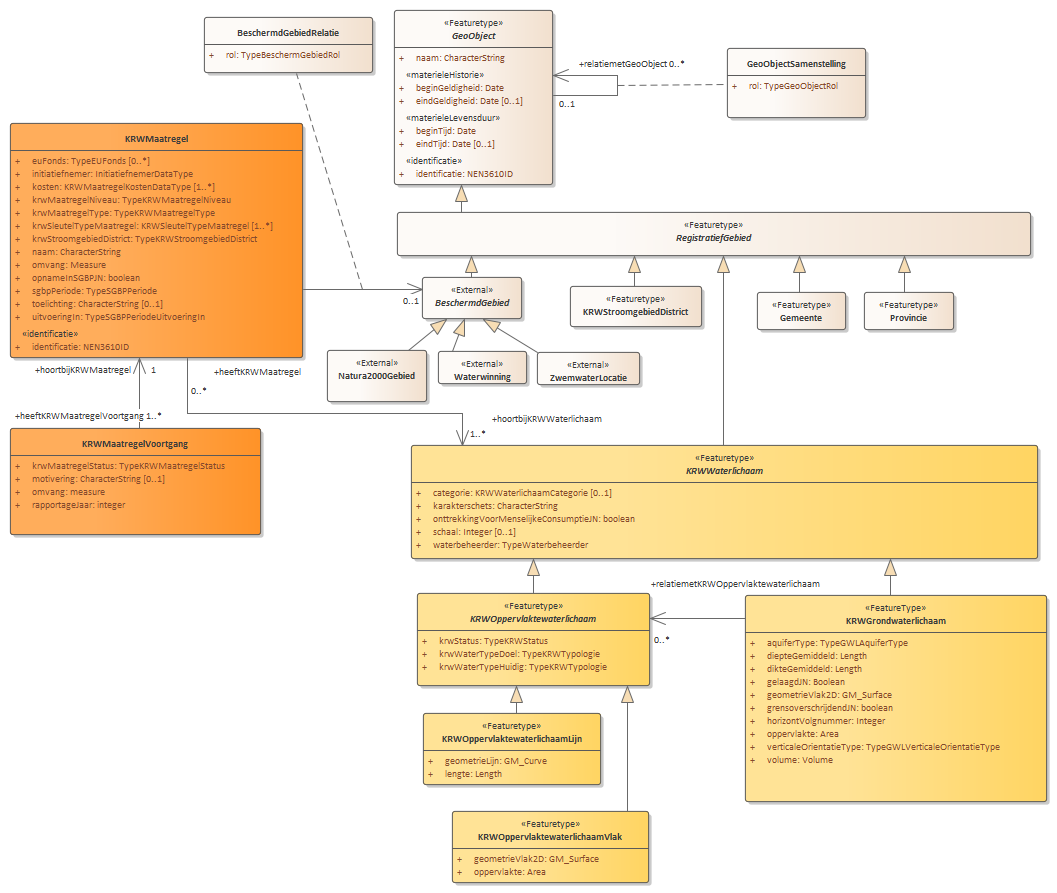 BeschermdGebiedRelatie
+ rol: TypeBeschermGebiedRol
«Featuretype»
GeoObject
+ naam: CharacterString
«materieleHistorie»
+ beginGeldigheid: Date
+ eindGeldigheid: Date [0..1]
«materieleLevensduur»
+ beginTijd: Date
+ eindTijd: Date [0..1]
«identificatie»
+ identificatie: NEN3610ID
+relatiemetGeoObject 0..*
0..1
GeoObjectSamenstelling
+ rol: TypeGeoObjectRol
KRWMaatregel
+ euFonds: TypeEUFonds [0..*]
+ initiatiefnemer: InitiatiefnemerDataType
+ kosten: KRWMaatregelKostenDataType [1..*]
+ krwMaatregelNiveau: TypeKRWMaatregelNiveau
+ krwMaatregelType: TypeKRWMaatregelType
+ krwSleutelTypeMaatregel: KRWSleutelTypeMaatregel [1..*]
+ krwStroomgebiedDistrict: TypeKRWStroomgebiedDistrict
+ naam: CharacterString
+ omvang: Measure
+ opnameInSGBPJN: boolean
+ sgbpPeriode: TypeSGBPPeriode
+ toelichting: CharacterString [0..1]
+ uitvoeringIn: TypeSGBPPeriodeUitvoeringIn
«identificatie»
+ identificatie: NEN3610ID
«Featuretype»
RegistratiefGebied
0..1
«External»
BeschermdGebied
«Featuretype»
KRWStroomgebiedDistrict
«Featuretype»
Gemeente
«Featuretype»
Provincie
«External»
Natura2000Gebied
«External»
Waterwinning
«External»
ZwemwaterLocatie
+hoortbijKRWMaatregel
1
+heeftKRWMaatregel
0..*
+heeftKRWMaatregelVoortgang 1..*
+hoortbijKRWWaterlichaam
1..*
KRWMaatregelVoortgang
+ krwMaatregelStatus: TypeKRWMaatregelStatus
+ motivering: CharacterString [0..1]
+ omvang: measure
+ rapportageJaar: integer
«Featuretype»
KRWWaterlichaam
+ categorie: KRWWaterlichaamCategorie [0..1]
+ karakterschets: CharacterString
+ onttrekkingVoorMenselijkeConsumptieJN: boolean
+ schaal: Integer [0..1]
+ waterbeheerder: TypeWaterbeheerder
+relatiemetKRWOppervlaktewaterlichaam
0..*
«Featuretype»
KRWOppervlaktewaterlichaam
+ krwStatus: TypeKRWStatus
+ krwWaterTypeDoel: TypeKRWTypologie
+ krwWaterTypeHuidig: TypeKRWTypologie
«FeatureType»
KRWGrondwaterlichaam
+ aquiferType: TypeGWLAquiferType
+ diepteGemiddeld: Length
+ dikteGemiddeld: Length
+ gelaagdJN: Boolean
+ geometrieVlak2D: GM_Surface
+ grensoverschrijdendJN: boolean
+ horizontVolgnummer: Integer
+ oppervlakte: Area
+ verticaleOrientatieType: TypeGWLVerticaleOrientatieType
+ volume: Volume
«Featuretype»
KRWOppervlaktewaterlichaamLijn
+ geometrieLijn: GM_Curve
+ lengte: Length
«Featuretype»
KRWOppervlaktewaterlichaamVlak
+ geometrieVlak2D: GM_Surface
+ oppervlakte: Area